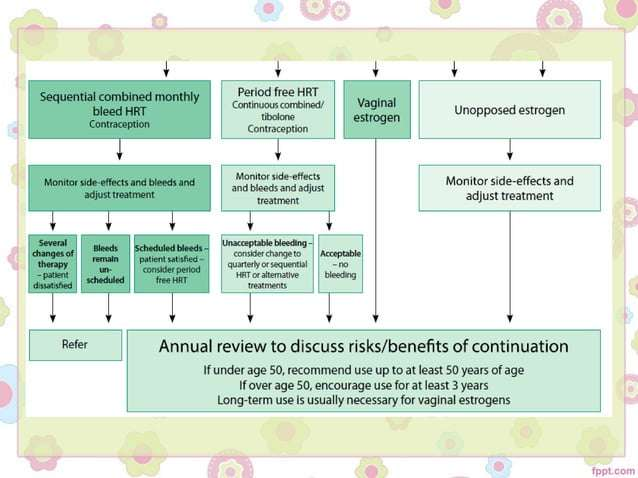 Sequential combined monthly
bleed HRT
Contraception
Period free HRT
Continuous combined/
tibolone
Contraception
Vaginal
estrogen
Unopposed estrogen
Monitor side-effects and bleeds and
adjust treatment
Monitor side-effects
and bleeds and adjust
treatment
Monitor side-effects and
adjust treatment
Several
changes of
therapy
– patient
dissatisfied
Bleeds
remain
un-
scheduled
Scheduled bleeds –
patient satisfied –
consider period
free HRT
Unacceptable bleeding –
consider change to
quarterly or sequential
HRT or alternative
treatments
Acceptable
– no
bleeding
Refer
Annual review to discuss risks/benefits of continuation
If under age 50, recommend use up to at least 50 years of age
If over age 50, encourage use for at least 3 years
Long-term use is usually necessary for vaginal estrogens
fppt.com